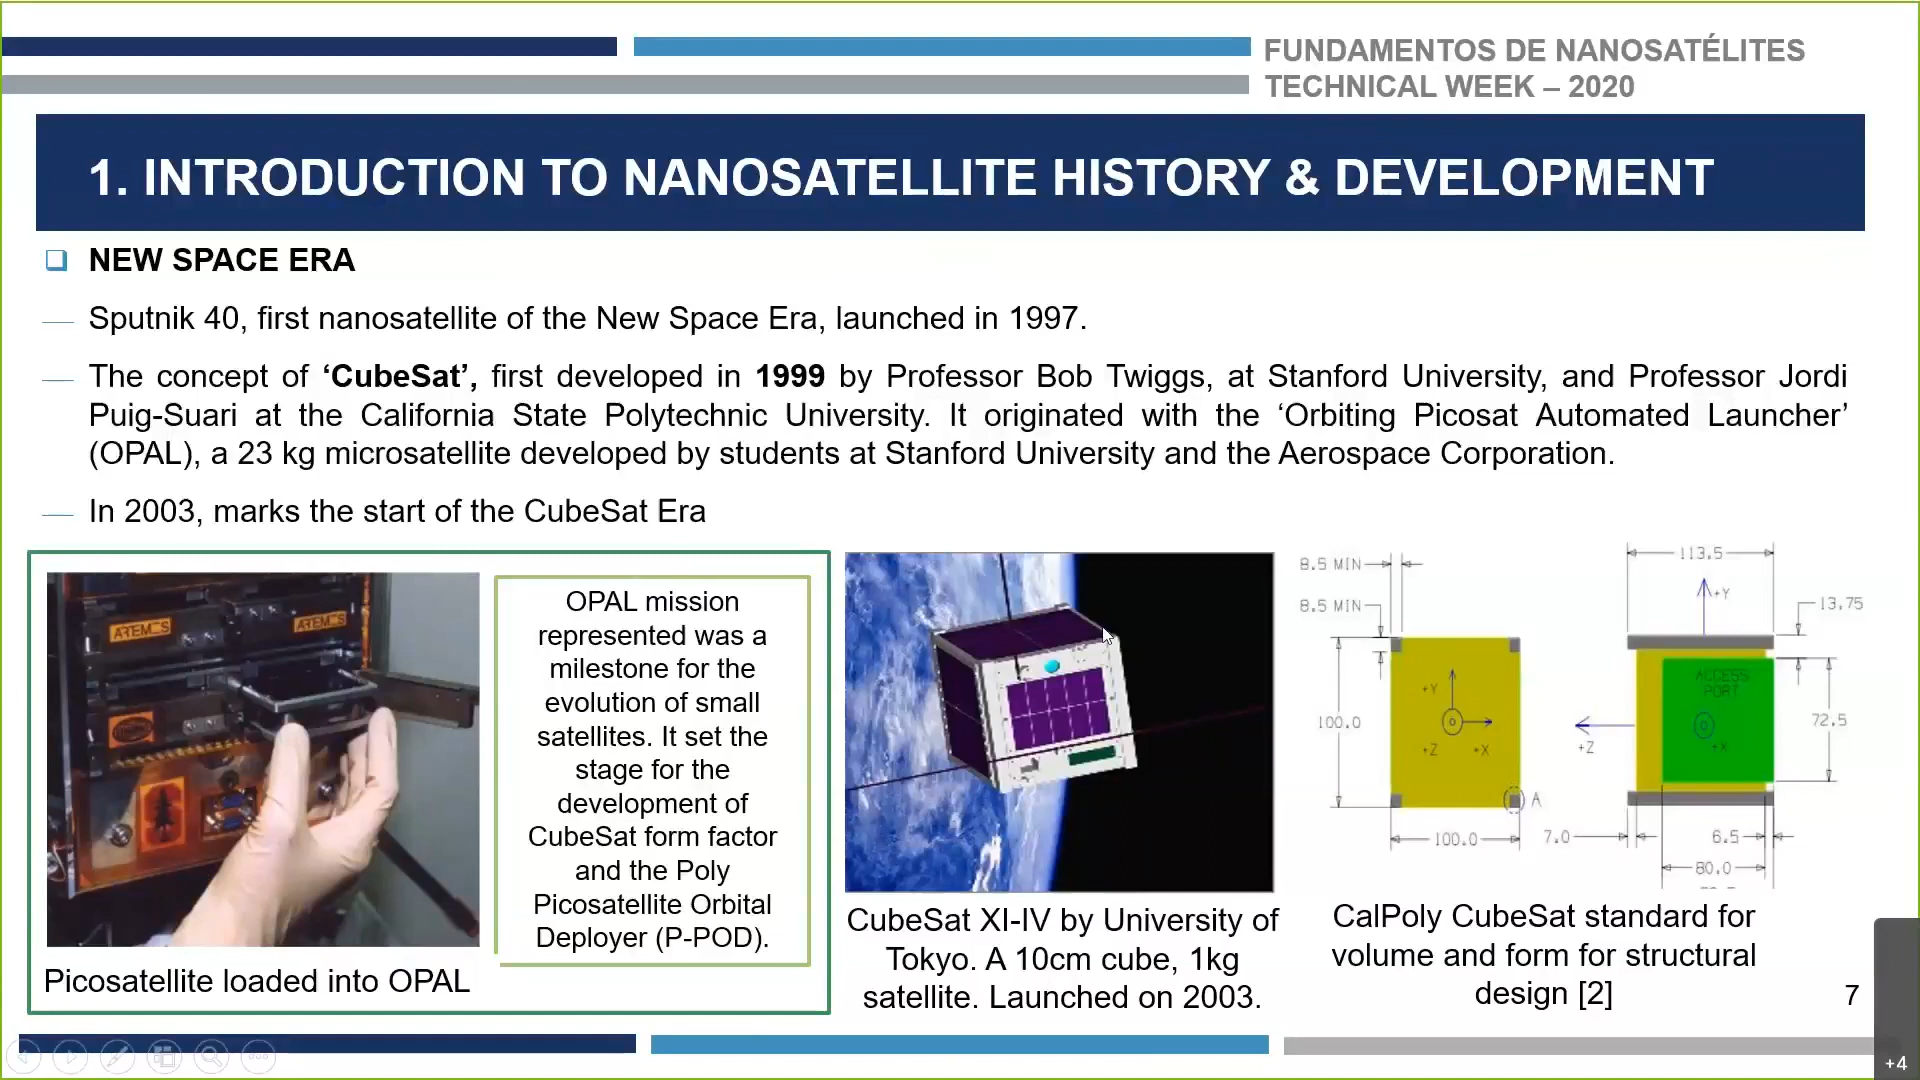 FUNDAMENTOS DE NANOSATÉLITES
TECHNICAL WEEK – 2020
1. INTRODUCTION TO NANOSATELLITE HISTORY & DEVELOPMENT
NEW SPACE ERA
Sputnik 40, first nanosatellite of the New Space Era, launched in 1997.
The concept of ‘CubeSat’, first developed in 1999 by Professor Bob Twiggs, at Stanford University, and Professor Jordi
Puig-Suari at the California State Polytechnic University. It originated with the ‘Orbiting Picosat Automated Launcher’
(OPAL), a 23 kg microsatellite developed by students at Stanford University and the Aerospace Corporation.
In 2003, marks the start of the CubeSat Era
ARTEMIS
ARTEMIS
OPAL mission
represented was a
milestone for the
evolution of small
satellites. It set the
stage for the
development of
CubeSat form factor
and the Poly
Picosatellite Orbital
Deployer (P-POD).
Picosatellite loaded into OPAL
CubeSat XI-IV by University of
Tokyo. A 10cm cube, 1kg
satellite. Launched on 2003.
8.5 MIN
8.5 MIN
100.0
+Y
+Z
+X
A
100.0
113.5
+Y
13.75
ACCESS
PORT
+X
+Z
72.5
7.0
6.5
80.0
CalPoly CubeSat standard for
volume and form for structural
design [2]
7
+4